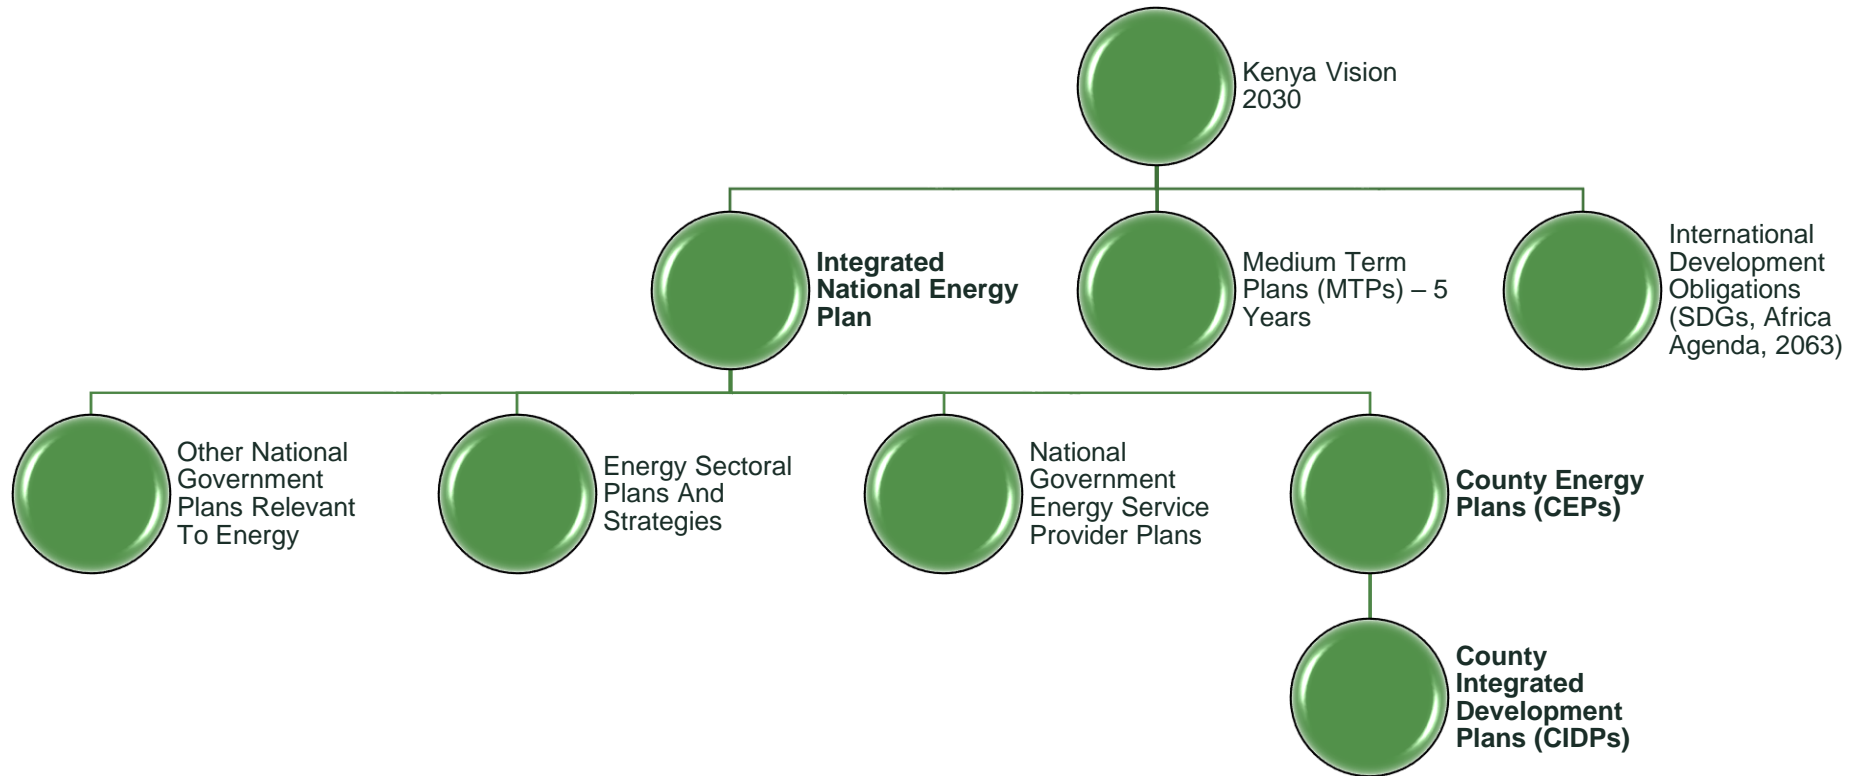 Kenya Vision
2030
Integrated
National Energy
Plan
Medium Term
Plans (MTPs) – 5
Years
International
Development
Obligations
(SDGs, Africa
Agenda, 2063)
Other National
Government
Plans Relevant
To Energy
Energy Sectoral
Plans And
Strategies
National
Government
Energy Service
Provider Plans
County Energy
Plans (CEPs)
County
Integrated
Development
Plans (CIDPs)